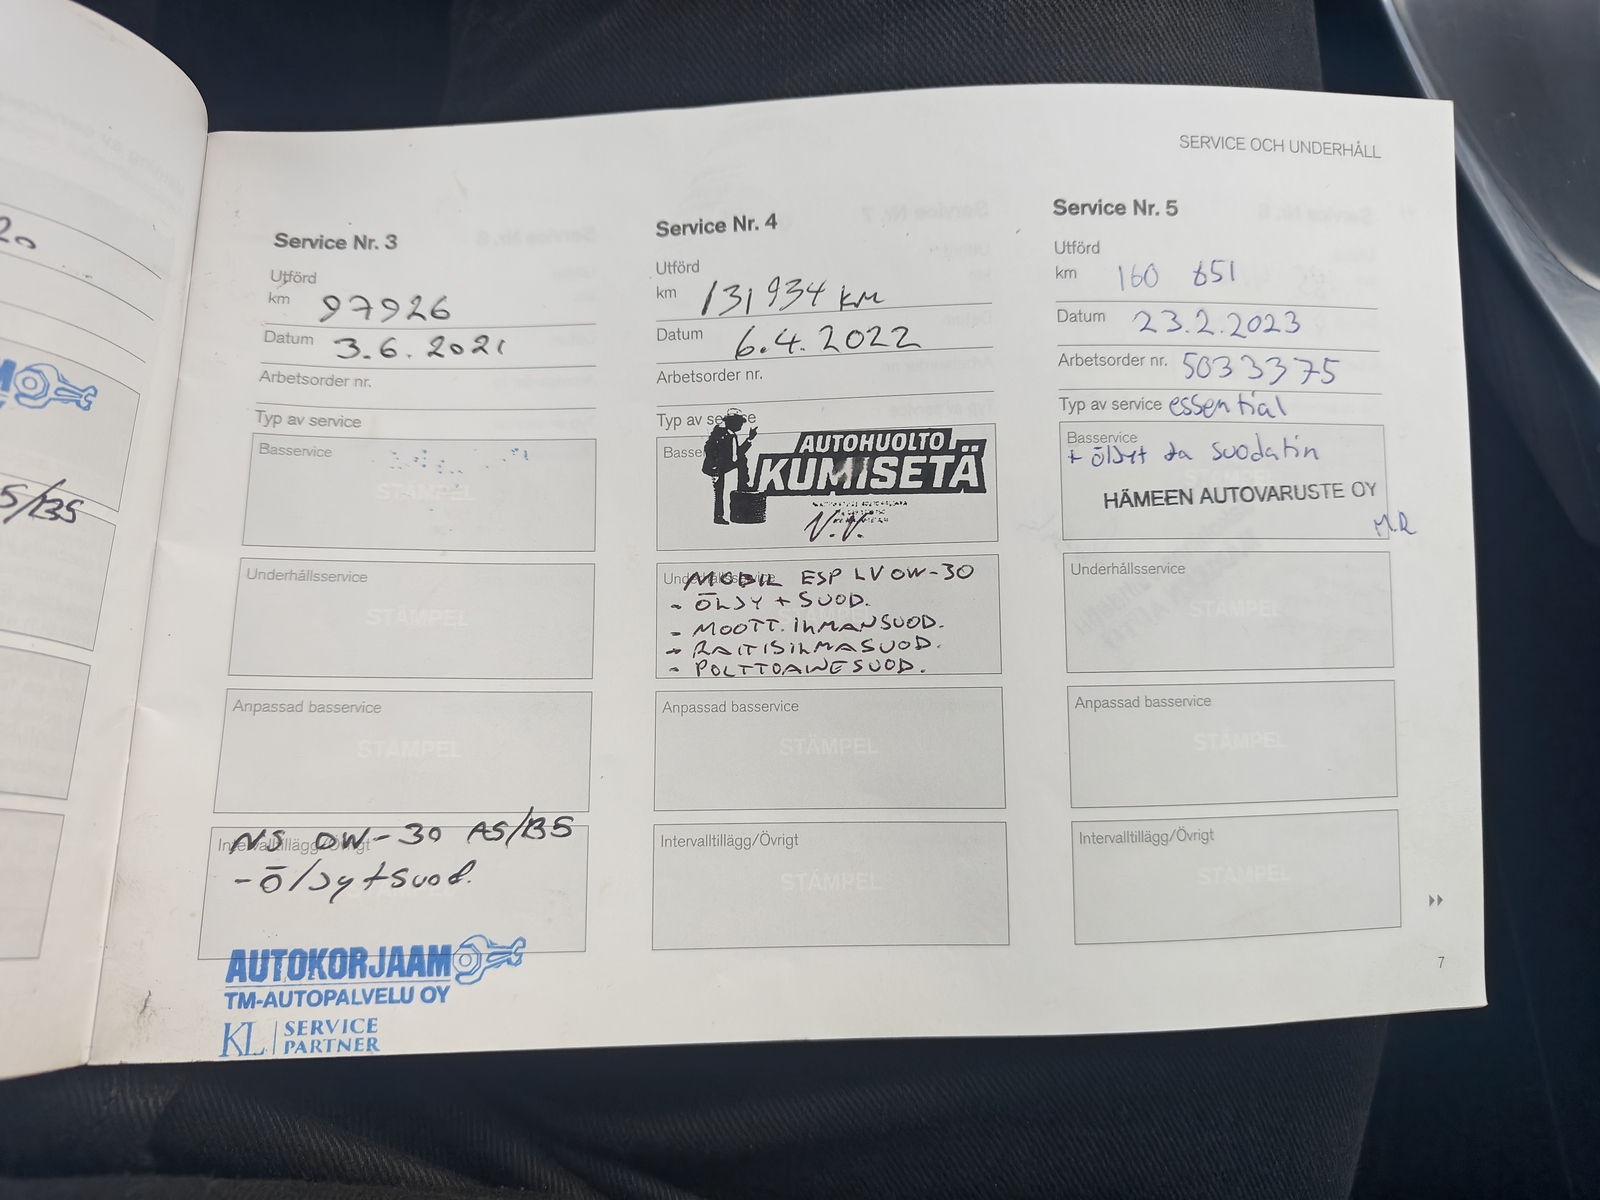 20
5/B5
SERVICE OCH UNDERHÅLL
Service Nr. 3
Utförd
km 97926
Datum 3.6.2021
Arbetsorder nr.
Typ av service
Basservice
STÄMPEL
Underhållsservice
STÄMPEL
Anpassad basservice
STÄMPEL
Intervalltillägg/Övrigt
NS 0W-30 A5/B5
- öljy + suod.
AUTOKORJAAMO
TM-AUTOPALVELU OY
KL SERVICE
PARTNER
Service Nr. 4
Utförd
km 131934 km
Datum 6.4.2022
Arbetsorder nr.
Typ av service
Basse
AUTOHUOLTO
KUMISETÄ
V.V.
Underhållsservice
MOBIL ESP LV 0W-30
- ÖLJY + SUOD.
- MOOTT. ILMANSUOD.
- RAITISILMASUOD.
- POLTTOAINESUOD.
Anpassad basservice
STÄMPEL
Intervalltillägg/Övrigt
STÄMPEL
Service Nr. 5
Utförd
km 160 651
Datum 23.2.2023
Arbetsorder nr. 5033375
Typ av service essential
Basservice
+ öljyt ja suodatin
HÄMEEN AUTOVARUSTE OY
M.R
Underhållsservice
STÄMPEL
Anpassad basservice
STÄMPEL
Intervalltillägg/Övrigt
STÄMPEL
7